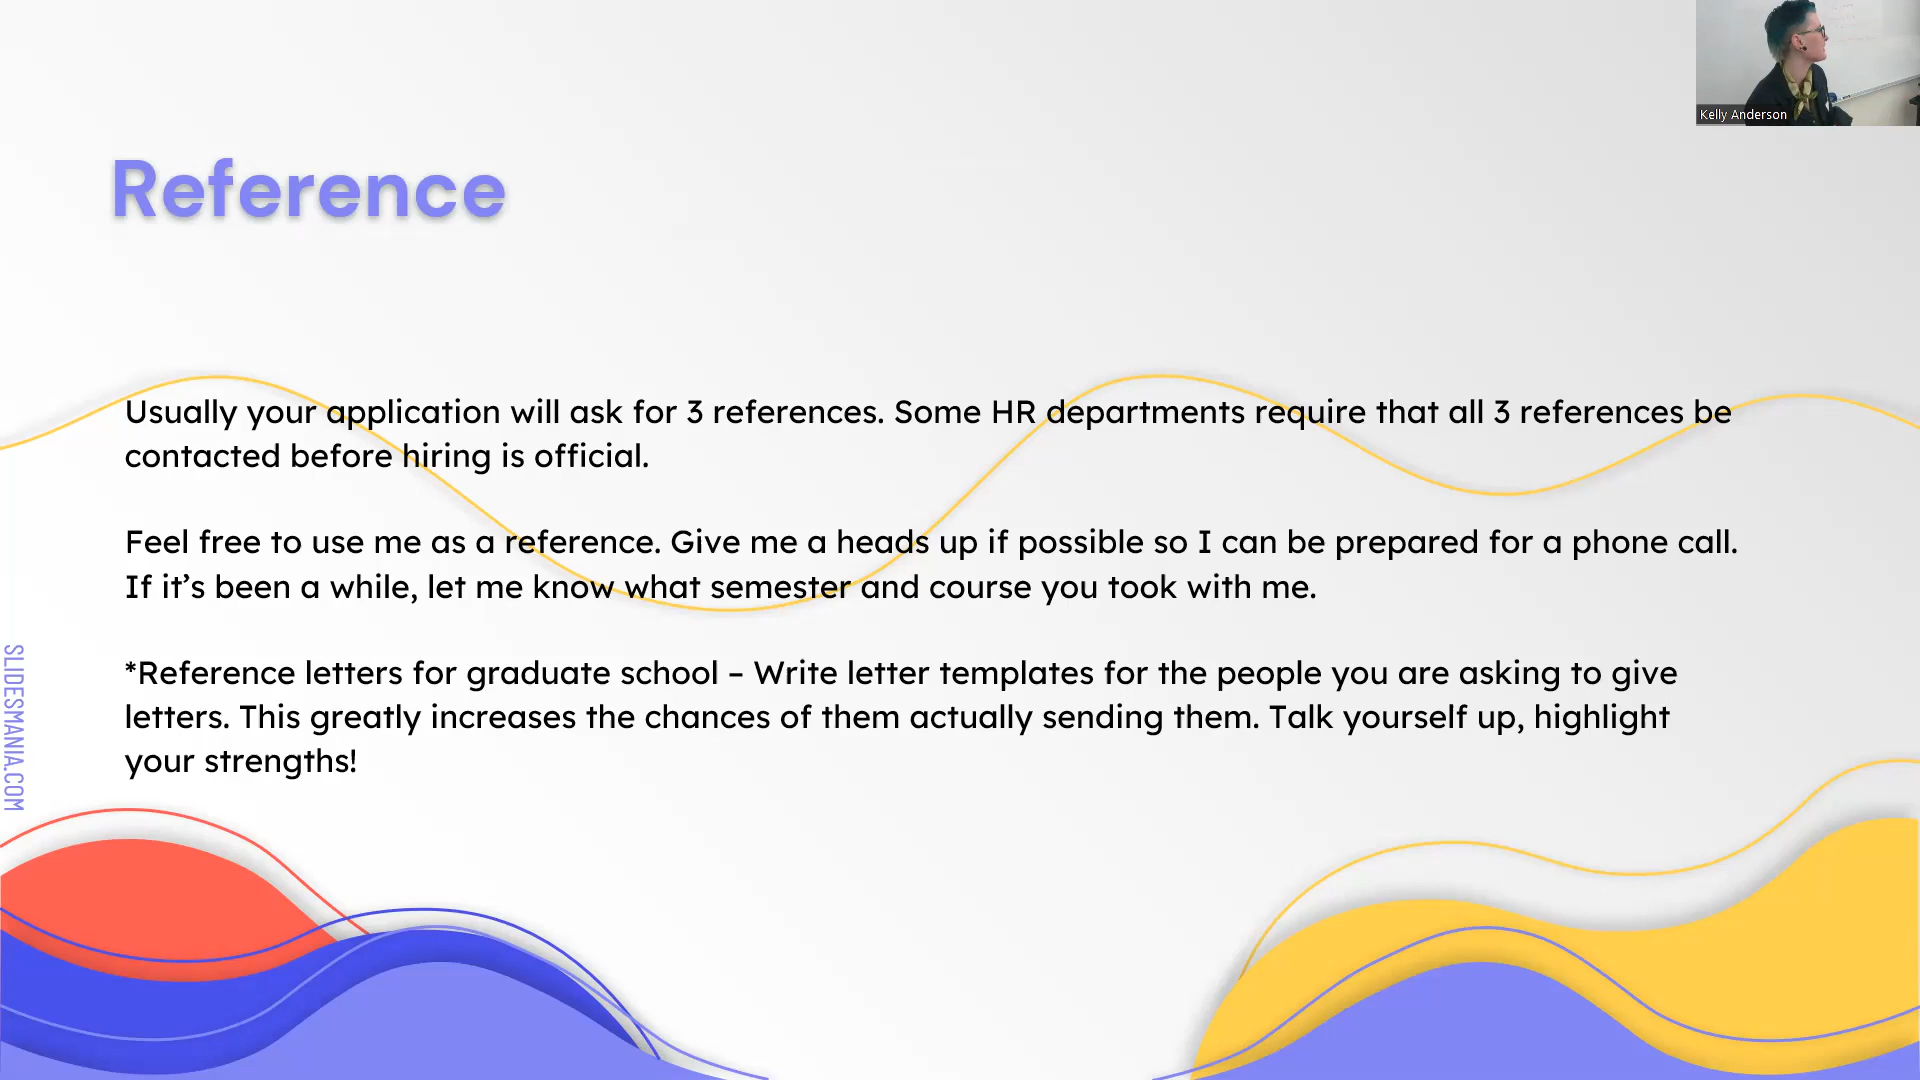 Kelly Anderson
Reference
Usually your application will ask for 3 references. Some HR departments require that all 3 references be
contacted before hiring is official.
Feel free to use me as a reference. Give me a heads up if possible so I can be prepared for a phone call.
If it’s been a while, let me know what semester and course you took with me.
*Reference letters for graduate school – Write letter templates for the people you are asking to give
letters. This greatly increases the chances of them actually sending them. Talk yourself up, highlight
your strengths!
SLIDESMANIA.COM